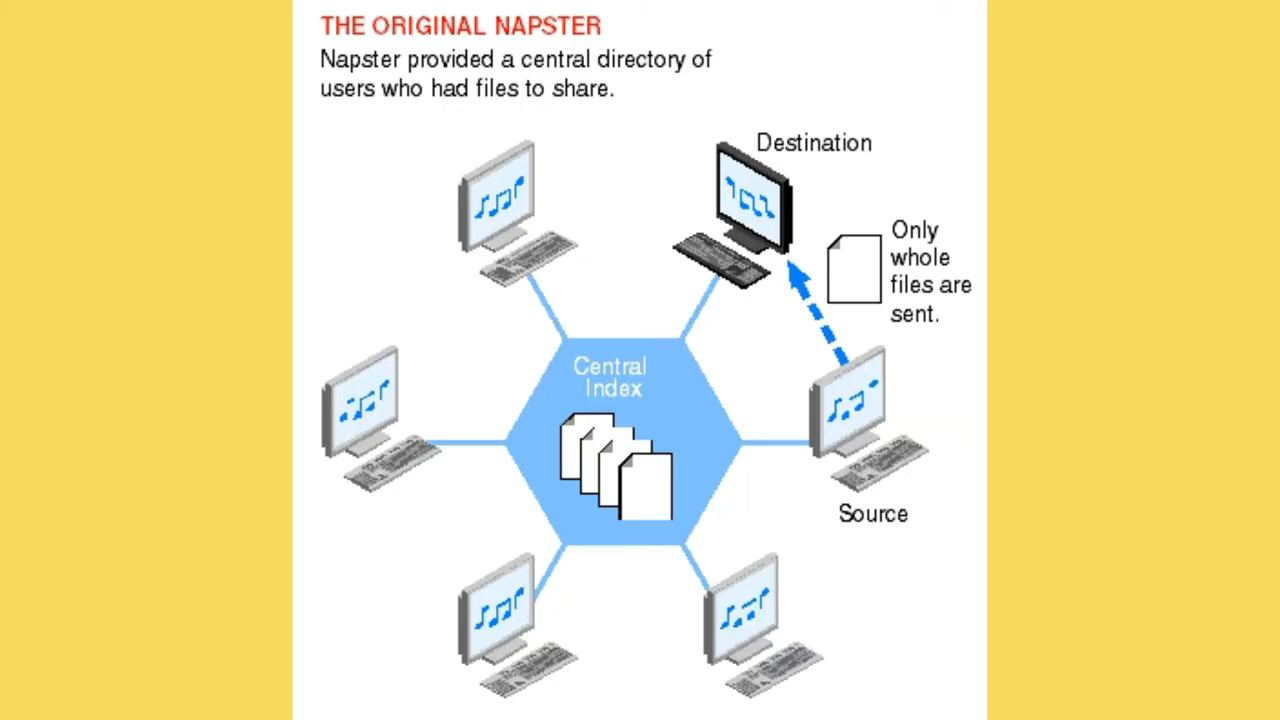 THE ORIGINAL NAPSTER
Napster provided a central directory of
users who had files to share.
Destination
Only
whole
files are
sent.
Central
Index
Source